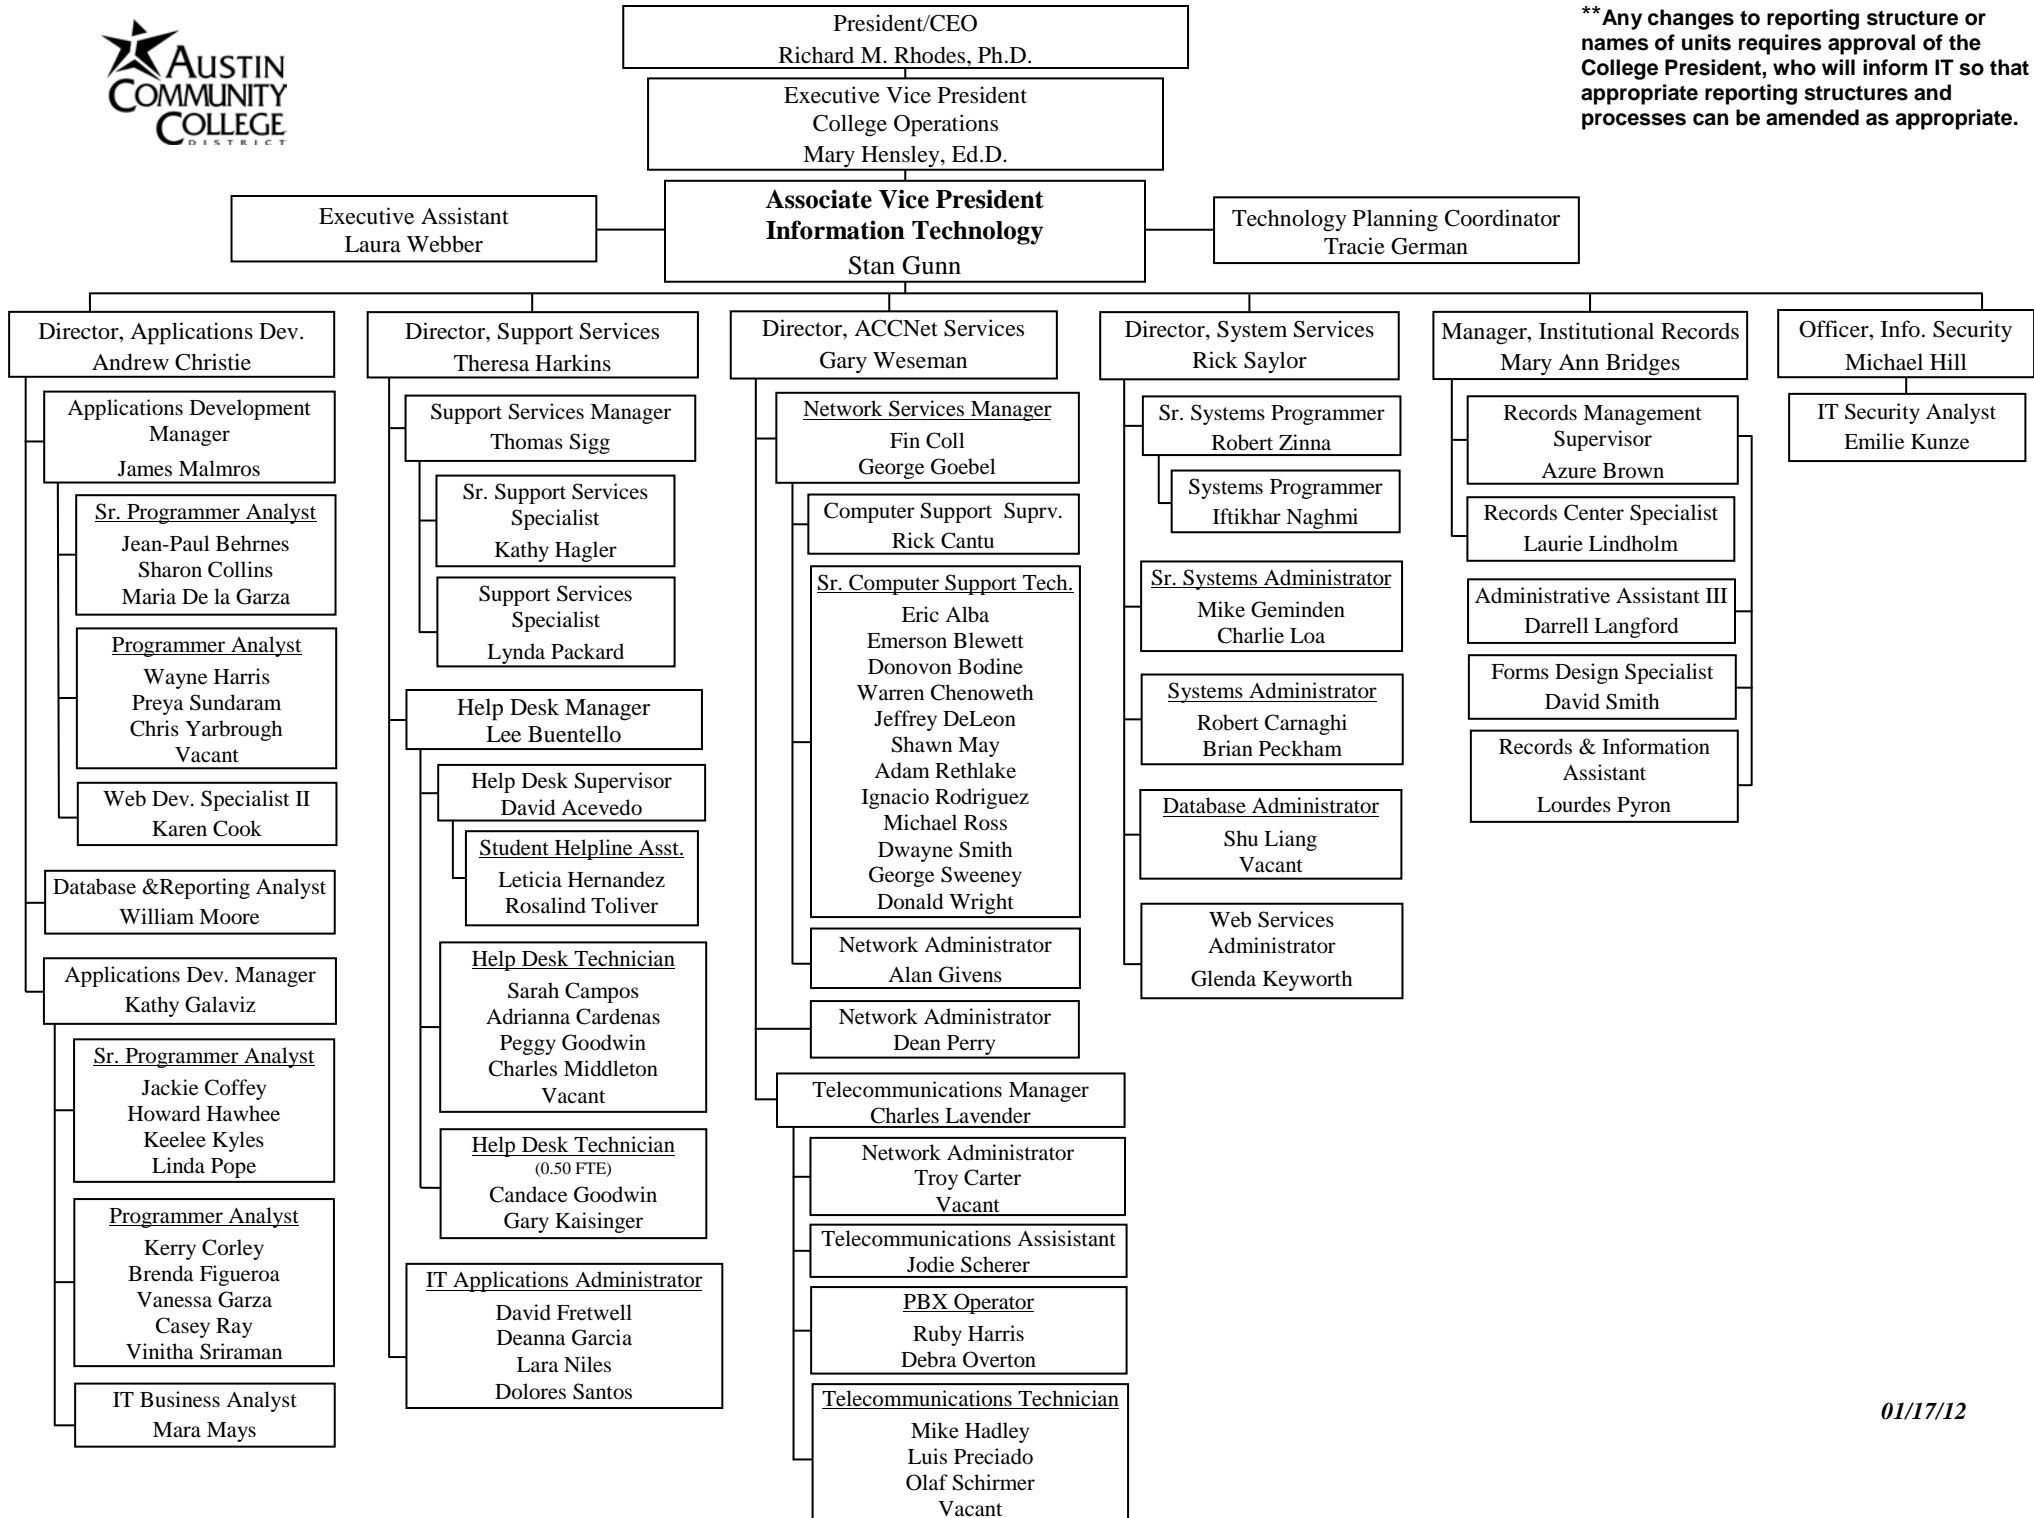 AUSTIN
COMMUNITY
COLLEGE
DISTRICT
President/CEO
Richard M. Rhodes, Ph.D.
**Any changes to reporting structure or
names of units requires approval of the
College President, who will inform IT so that
appropriate reporting structures and
processes can be amended as appropriate.
Executive Vice President
College Operations
Mary Hensley, Ed.D.
Executive Assistant
Laura Webber
Associate Vice President
Information Technology
Stan Gunn
Technology Planning Coordinator
Tracie German
Director, Applications Dev.
Andrew Christie
Applications Development
Manager
James Malmros
Sr. Programmer Analyst
Jean-Paul Behrnes
Sharon Collins
Maria De la Garza
Programmer Analyst
Wayne Harris
Preya Sundaram
Chris Yarbrough
Vacant
Web Dev. Specialist II
Karen Cook
Database &Reporting Analyst
William Moore
Applications Dev. Manager
Kathy Galaviz
Sr. Programmer Analyst
Jackie Coffey
Howard Hawhee
Keelee Kyles
Linda Pope
Programmer Analyst
Kerry Corley
Brenda Figueroa
Vanessa Garza
Casey Ray
Vinitha Sriraman
IT Business Analyst
Mara Mays
Director, Support Services
Theresa Harkins
Support Services Manager
Thomas Sigg
Sr. Support Services
Specialist
Kathy Hagler
Support Services
Specialist
Lynda Packard
Help Desk Manager
Lee Buentello
Help Desk Supervisor
David Acevedo
Student Helpline Asst.
Leticia Hernandez
Rosalind Toliver
Help Desk Technician
Sarah Campos
Adrianna Cardenas
Peggy Goodwin
Charles Middleton
Vacant
Help Desk Technician
(0.50 FTE)
Candace Goodwin
Gary Kaisinger
IT Applications Administrator
David Fretwell
Deanna Garcia
Lara Niles
Dolores Santos
Director, ACCNet Services
Gary Weseman
Network Services Manager
Fin Coll
George Goebel
Computer Support Suprv.
Rick Cantu
Sr. Computer Support Tech.
Eric Alba
Emerson Blewett
Donovon Bodine
Warren Chenoweth
Jeffrey DeLeon
Shawn May
Adam Rethlake
Ignacio Rodriguez
Michael Ross
Dwayne Smith
George Sweeney
Donald Wright
Network Administrator
Alan Givens
Network Administrator
Dean Perry
Telecommunications Manager
Charles Lavender
Network Administrator
Troy Carter
Vacant
Telecommunications Assisistant
Jodie Scherer
PBX Operator
Ruby Harris
Debra Overton
Telecommunications Technician
Mike Hadley
Luis Preciado
Olaf Schirmer
Vacant
Director, System Services
Rick Saylor
Sr. Systems Programmer
Robert Zinna
Systems Programmer
Iftikhar Naghmi
Sr. Systems Administrator
Mike Geminden
Charlie Loa
Systems Administrator
Robert Carnaghi
Brian Peckham
Database Administrator
Shu Liang
Vacant
Web Services
Administrator
Glenda Keyworth
Manager, Institutional Records
Mary Ann Bridges
Records Management
Supervisor
Azure Brown
Records Center Specialist
Laurie Lindholm
Administrative Assistant III
Darrell Langford
Forms Design Specialist
David Smith
Records & Information
Assistant
Lourdes Pyron
Officer, Info. Security
Michael Hill
IT Security Analyst
Emilie Kunze
01/17/12